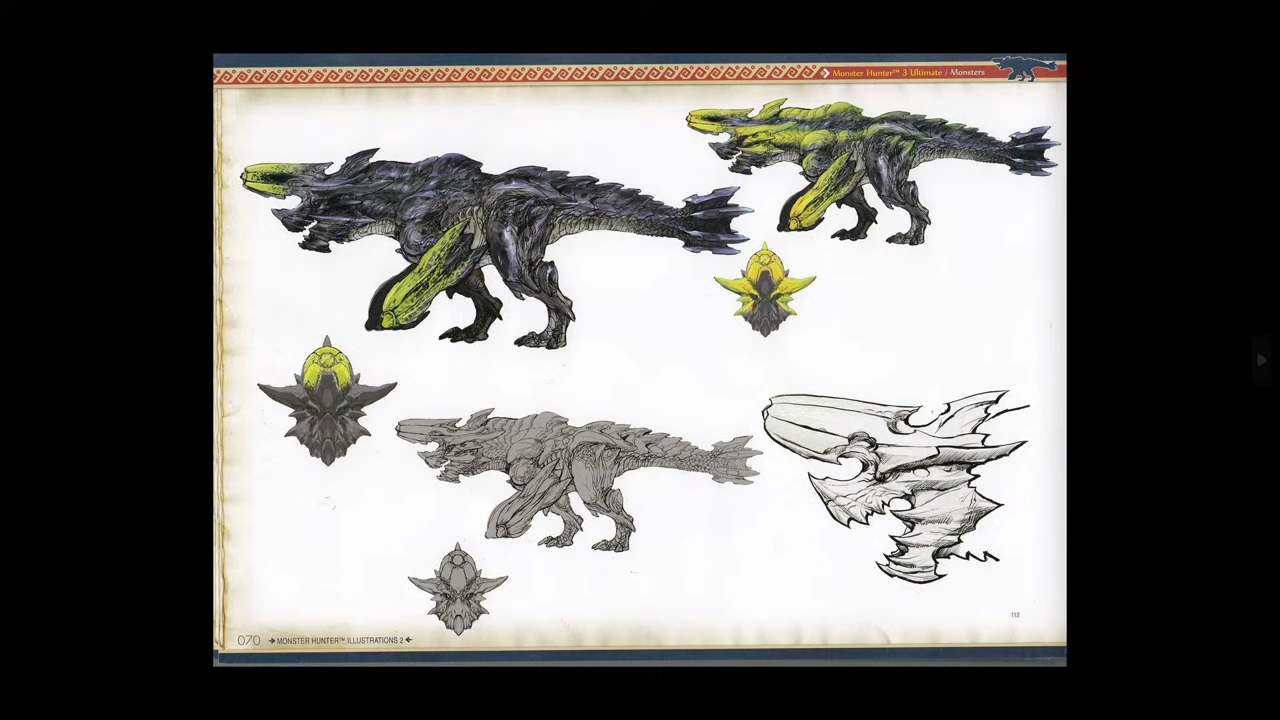 Monster Hunter™ 3 Ultimate / Monsters
112
070 MONSTER HUNTER™ ILLUSTRATIONS 2